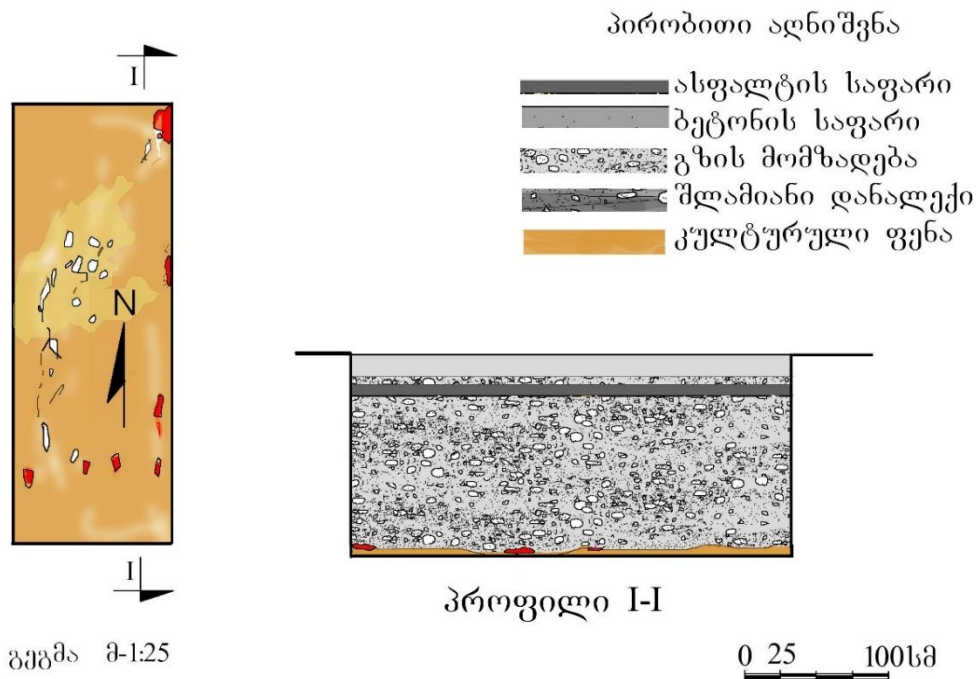 პირობითი აღნიშვნა
ასფალტის საფარი
ბეტონის საფარი
გზის მომზადება
შლამიანი დანალექი
კულტურული ფენა
I
N
I
გეგმა მ-1:25
პროფილი I-I
0 25 100სმ